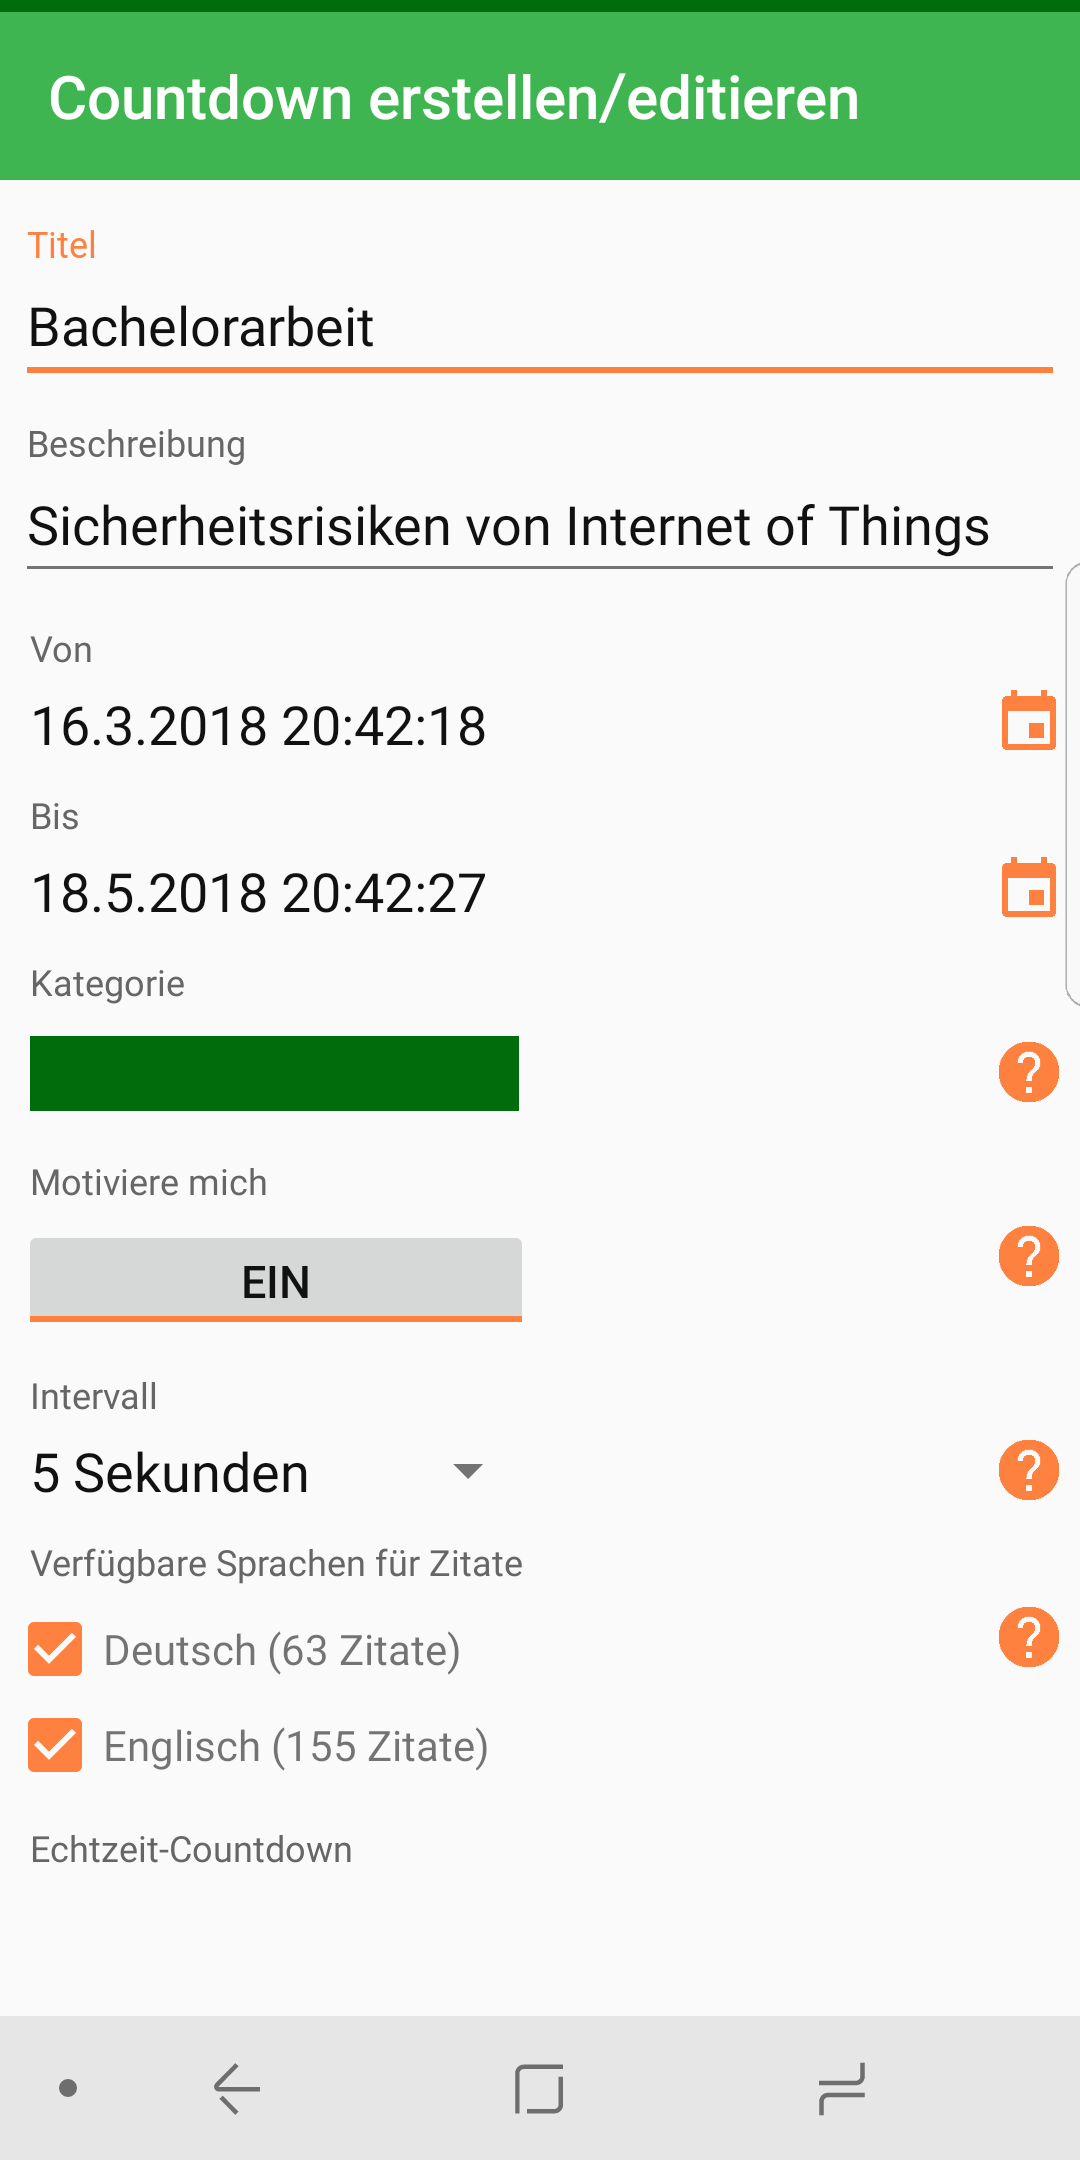 Countdown erstellen/editieren
Titel
Bachelorarbeit
Beschreibung
Sicherheitsrisiken von Internet of Things
Von
16.3.2018 20:42:18
Bis
18.5.2018 20:42:27
Kategorie
Motiviere mich
EIN
Intervall
5 Sekunden
Verfügbare Sprachen für Zitate
Deutsch (63 Zitate)
Englisch (155 Zitate)
Echtzeit-Countdown